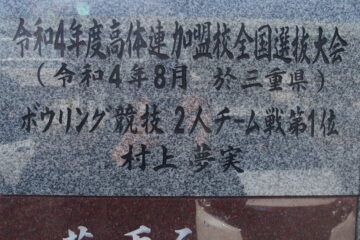 令和4年度高体連加盟校全国選抜大会
（令和4年8月 於三重県）
ボウリング競技 2人チーム戦第1位
村上夢実